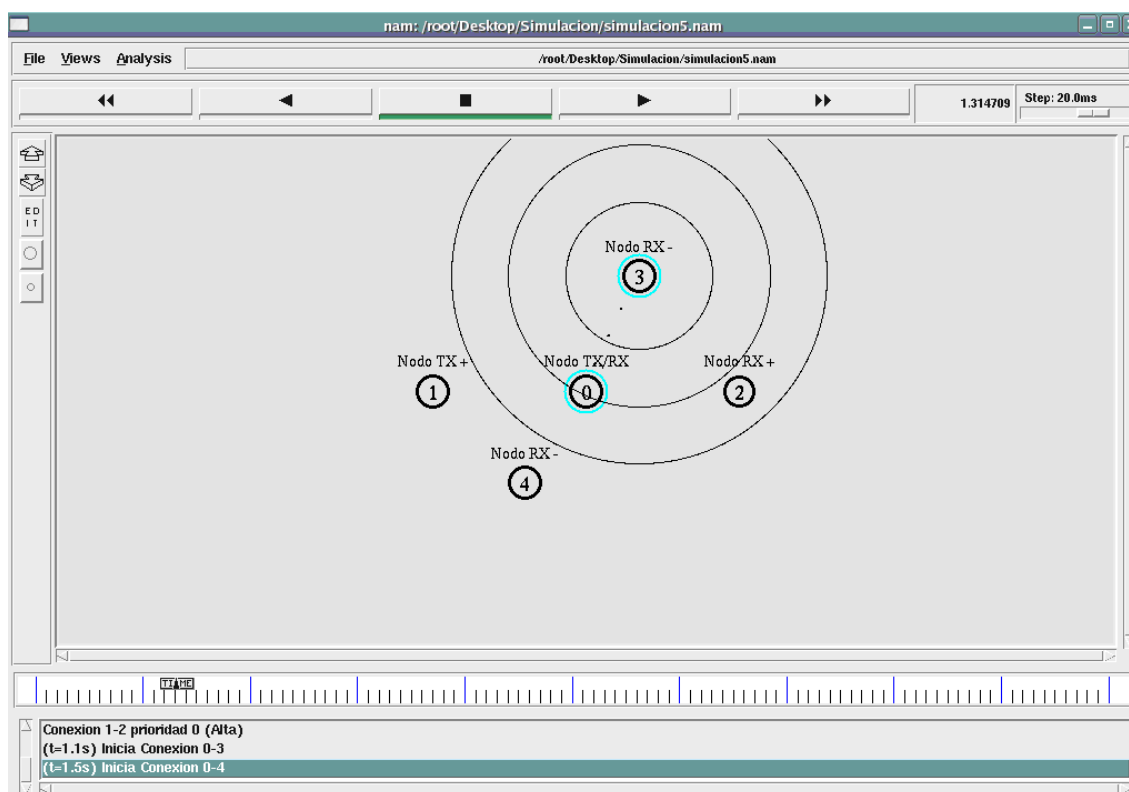 nam: /root/Desktop/Simulacion/simulacion5.nam
File Views Analysis /root/Desktop/Simulacion/simulacion5.nam
1.314709 Step: 20.0ms
ED
IT
Nodo RX -
3
Nodo TX + Nodo TX/RX Nodo RX +
1 0 2
Nodo RX -
4
TIME
Conexion 1-2 prioridad 0 (Alta)
(t=1.1s) Inicia Conexion 0-3
(t=1.5s) Inicia Conexion 0-4